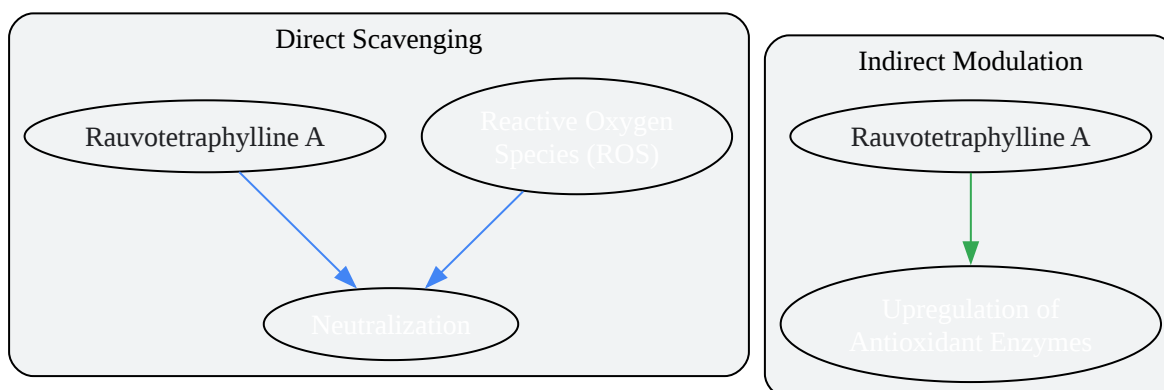 Direct Scavenging
Rauvotetraphylline A
Reactive Oxygen
Species (ROS)
Neutralization
Indirect Modulation
Rauvotetraphylline A
Upregulation of
Antioxidant Enzymes